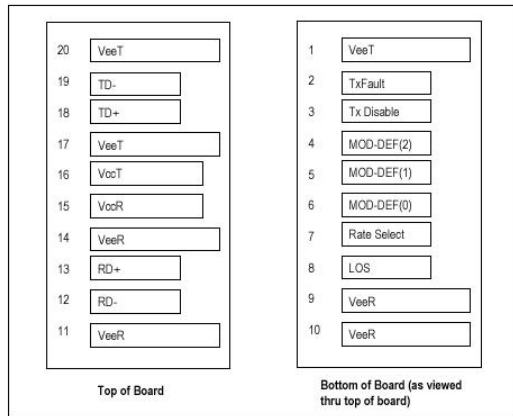 20 VeeT
19 TD-
18 TD+
17 VeeT
16 VccT
15 VccR
14 VeeR
13 RD+
12 RD-
11 VeeR
Top of Board
1 VeeT
2 TxFault
3 Tx Disable
4 MOD-DEF(2)
5 MOD-DEF(1)
6 MOD-DEF(0)
7 Rate Select
8 LOS
9 VeeR
10 VeeR
Bottom of Board (as viewed
thru top of board)